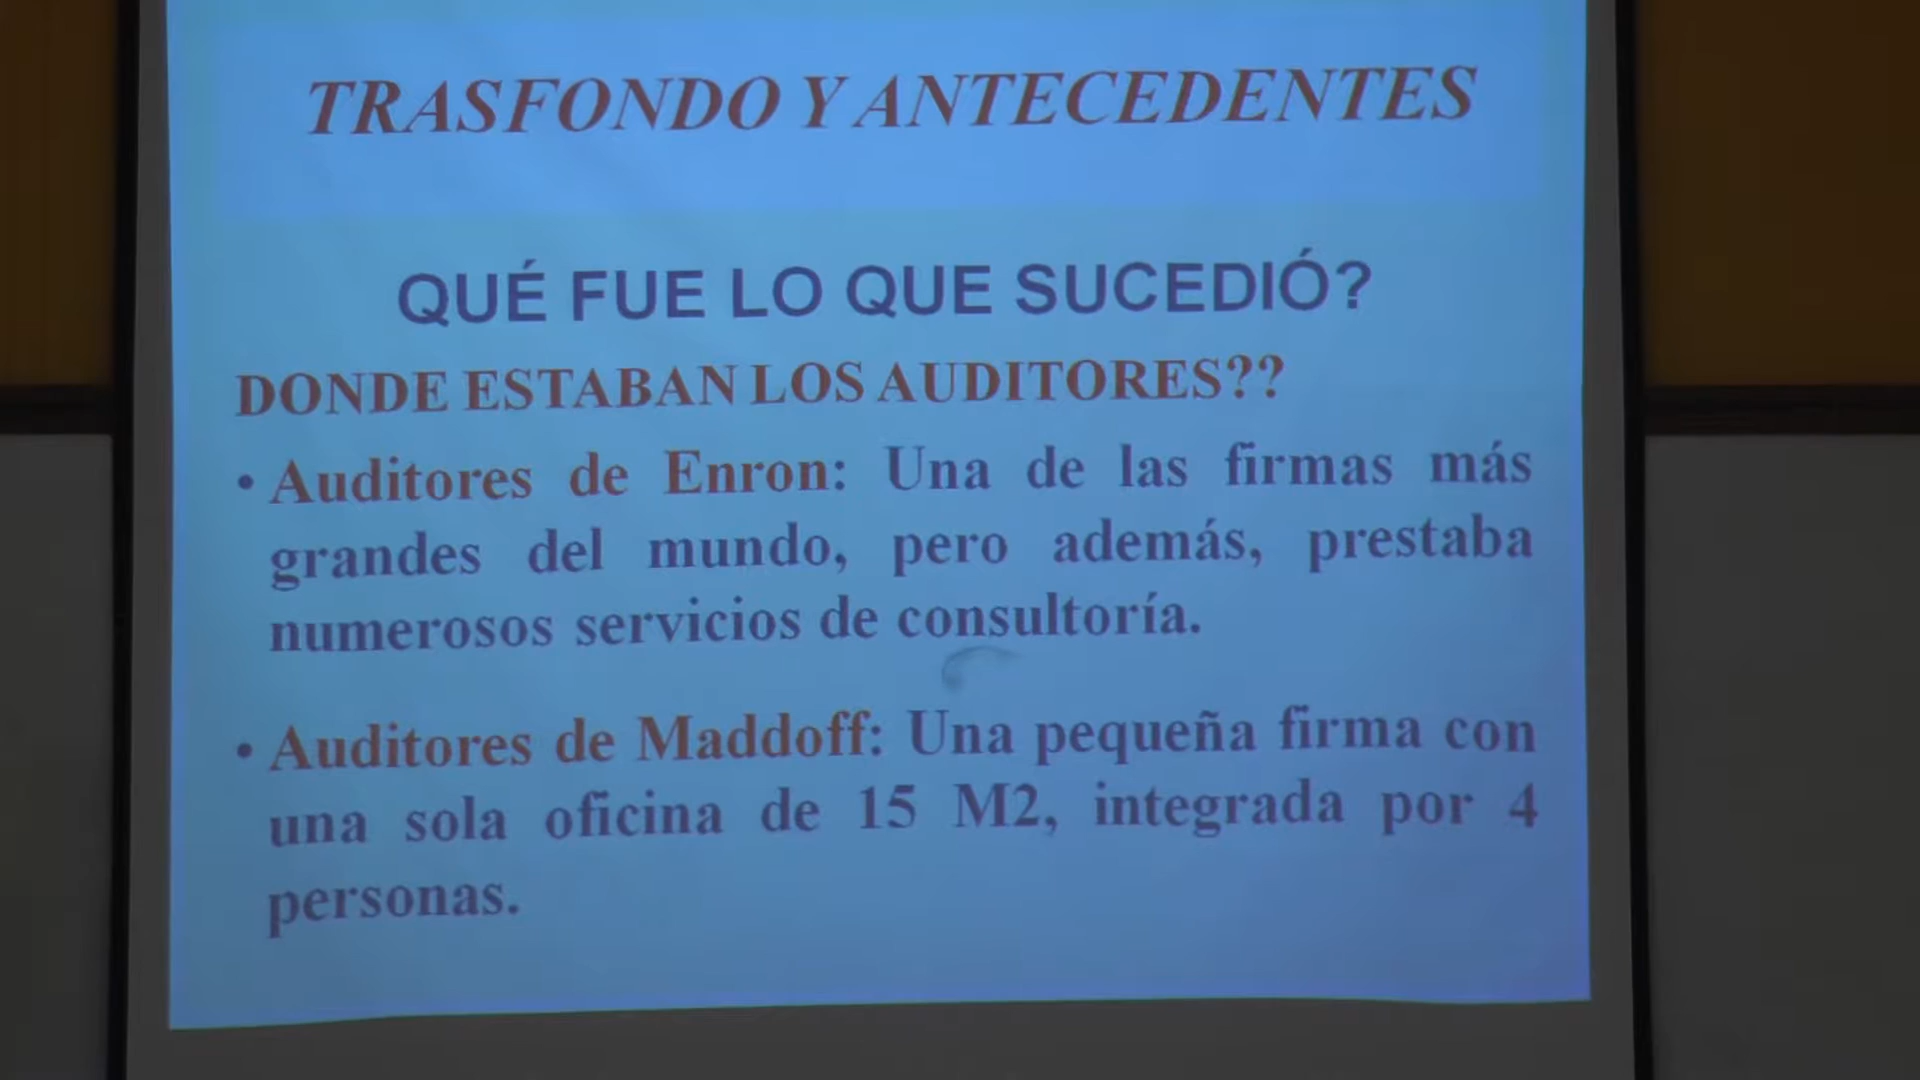 TRASFONDO Y ANTECEDENTES
QUÉ FUE LO QUE SUCEDIÓ?
DONDE ESTABAN LOS AUDITORES??
• Auditores de Enron: Una de las firmas más
grandes del mundo, pero además, prestaba
numerosos servicios de consultoría.
• Auditores de Maddoff: Una pequeña firma con
una sola oficina de 15 M2, integrada por 4
personas.